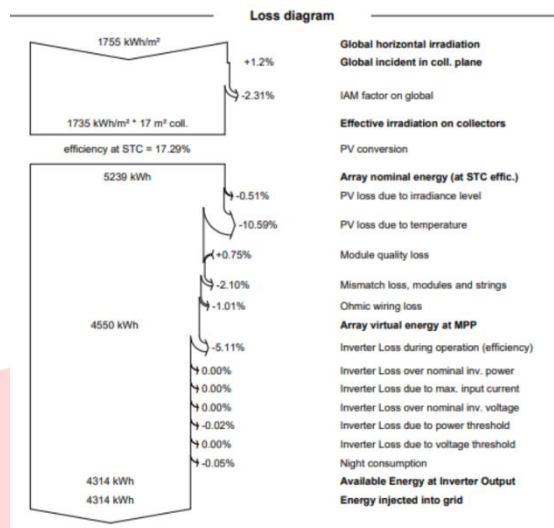 Loss diagram
1755 kWh/m² Global horizontal irradiation
+1.2% Global incident in coll. plane
-2.31% IAM factor on global
1735 kWh/m² * 17 m² coll. Effective irradiation on collectors
efficiency at STC = 17.29% PV conversion
5239 kWh Array nominal energy (at STC effic.)
-0.51% PV loss due to irradiance level
-10.59% PV loss due to temperature
+0.75% Module quality loss
-2.10% Mismatch loss, modules and strings
-1.01% Ohmic wiring loss
4550 kWh Array virtual energy at MPP
-5.11% Inverter Loss during operation (efficiency)
0.00% Inverter Loss over nominal inv. power
0.00% Inverter Loss due to max. input current
0.00% Inverter Loss over nominal inv. voltage
-0.02% Inverter Loss due to power threshold
0.00% Inverter Loss due to voltage threshold
-0.05% Night consumption
4314 kWh Available Energy at Inverter Output
4314 kWh Energy injected into grid